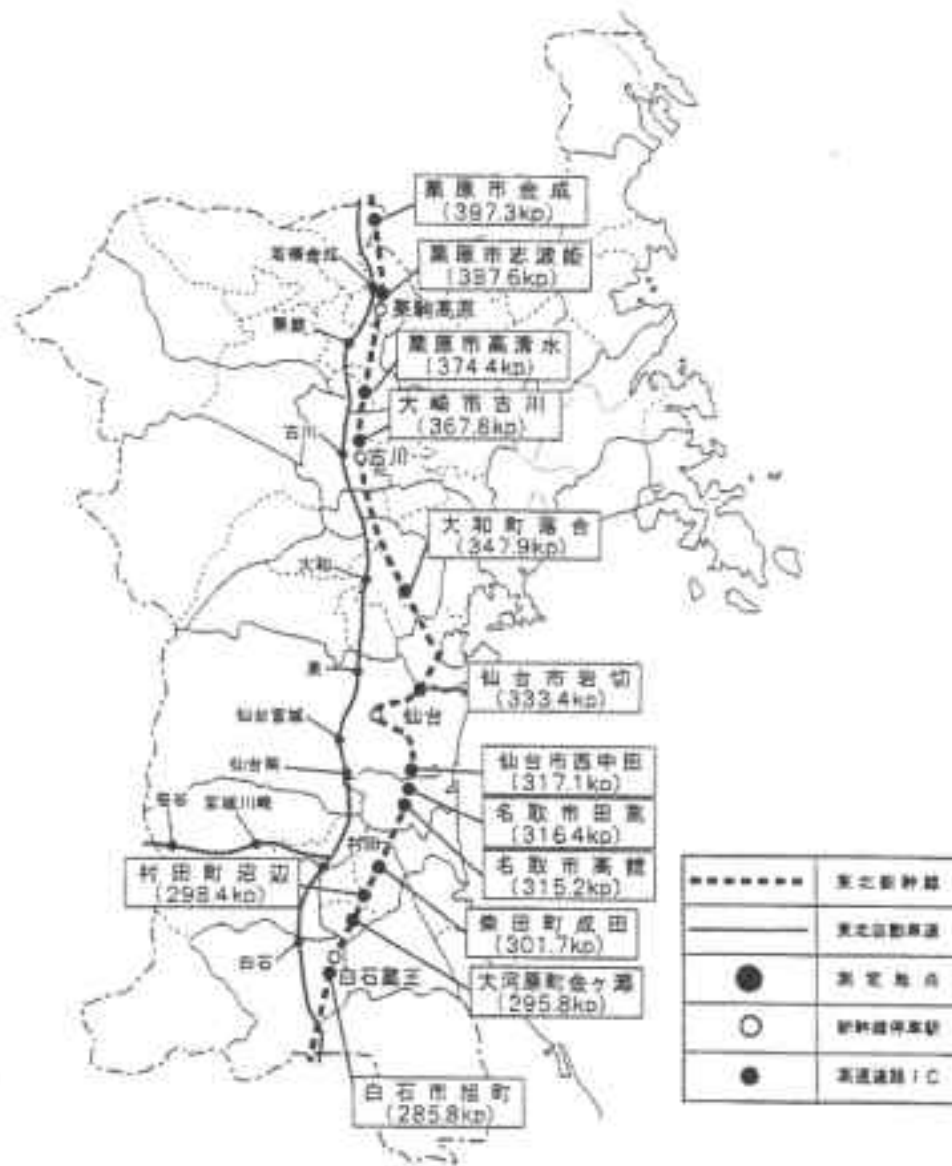 栗原市金成
(397.3kp)
栗原市志波姫
(387.6kp)
若柳金成
栗駒高原
築館
栗原市高清水
(374.4kp)
大崎市古川
(367.8kp)
古川
古川
大和町落合
(347.9kp)
大和
泉
仙台市岩切
(333.4kp)
仙台
仙台宮城
仙台南
仙台市西中田
(317.1kp)
名取市田高
(316.4kp)
笹谷
宮城川崎
名取市高舘
(315.2kp)
村田
村田町沼辺
(298.4kp)
柴田町成田
(301.7kp)
白石
白石蔵王
大河原町金ヶ瀬
(295.8kp)
白石市旭町
(285.8kp)
東北新幹線
東北自動車道
測定地点
新幹線停車駅
高速道路IC